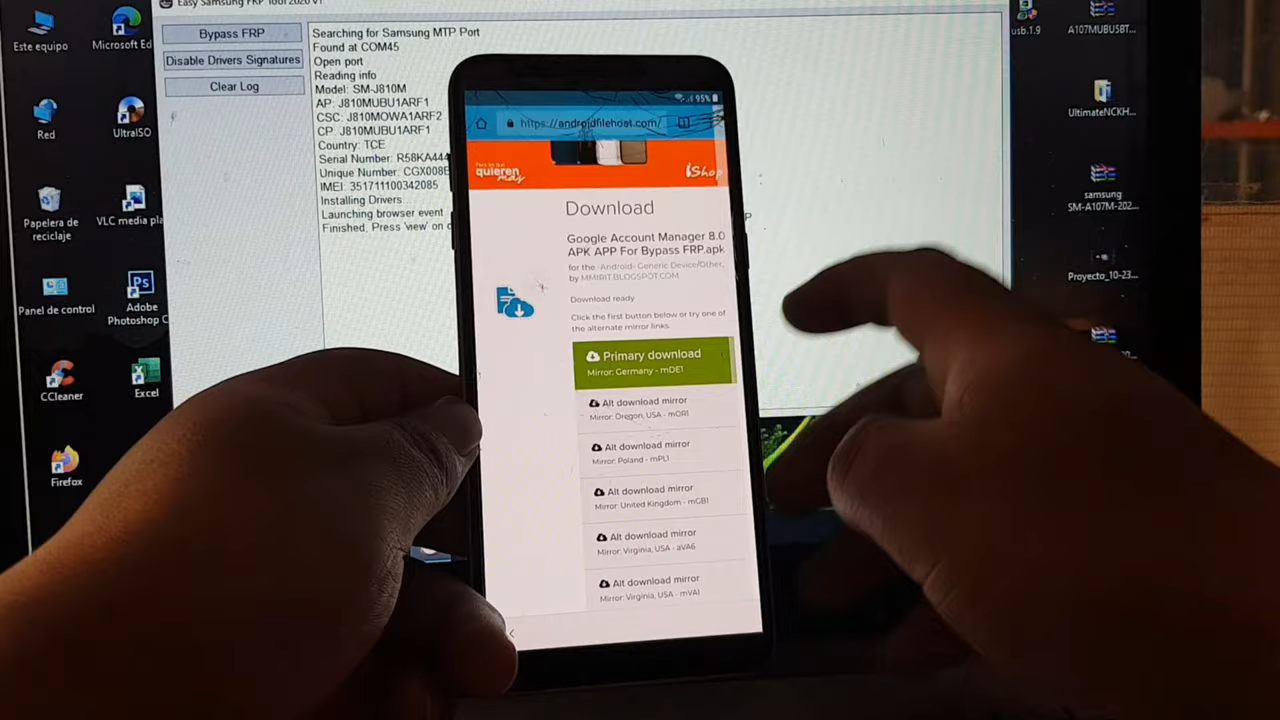 Easy Samsung FRP Tool 2020 v1
Bypass FRP
Disable Drivers Signatures
Clear Log
Searching for Samsung MTP Port
Found at COM45
Open port
Reading info
Model: SM-J810M
AP: J810MUBU1ARF1
CSC: J810MOWA1ARF2
CP: J810MUBU1ARF1
Country: TCE
Serial Number: R58KA444
Unique Number: CGX008E
IMEI: 351711100342085
Installing Drivers...
Launching browser event
Finished, Press 'view' on
P
Este equipo
Microsoft Ed
Red
UltraISO
Papelera de
reciclaje
VLC media pla
Panel de control
Adobe
Photoshop C
CCleaner
Excel
Firefox
95%
https://androidfilehost.com/
quieren
más
iShop
Download
Google Account Manager 8.0
APK APP For Bypass FRP.apk
for the -Android- Generic Device/Other,
by MMIRIT.BLOGSPOT.COM
Download ready
Click the first button below or try one of
the alternate mirror links.
Primary download
Mirror: Germany - mDE1
Alt download mirror
Mirror: Oregon, USA - mOR1
Alt download mirror
Mirror: Poland - mPL1
Alt download mirror
Mirror: United Kingdom - mGB1
Alt download mirror
Mirror: Virginia, USA - aVA6
Alt download mirror
Mirror: Virginia, USA - mVA1
usb.1.9
A107MUBU5BT...
UltimateNCKH...
samsung
SM-A107M-202...
Proyecto_10-23...